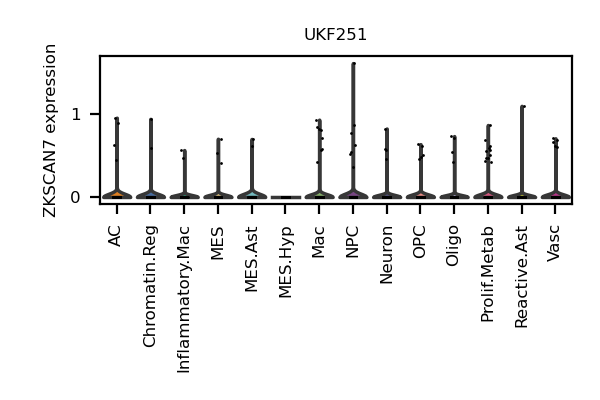 UKF251
ZKSCAN7 expression
1
0
AC
Chromatin.Reg
Inflammatory.Mac
MES
MES.Ast
MES.Hyp
Mac
NPC
Neuron
OPC
Oligo
Prolif.Metab
Reactive.Ast
Vasc